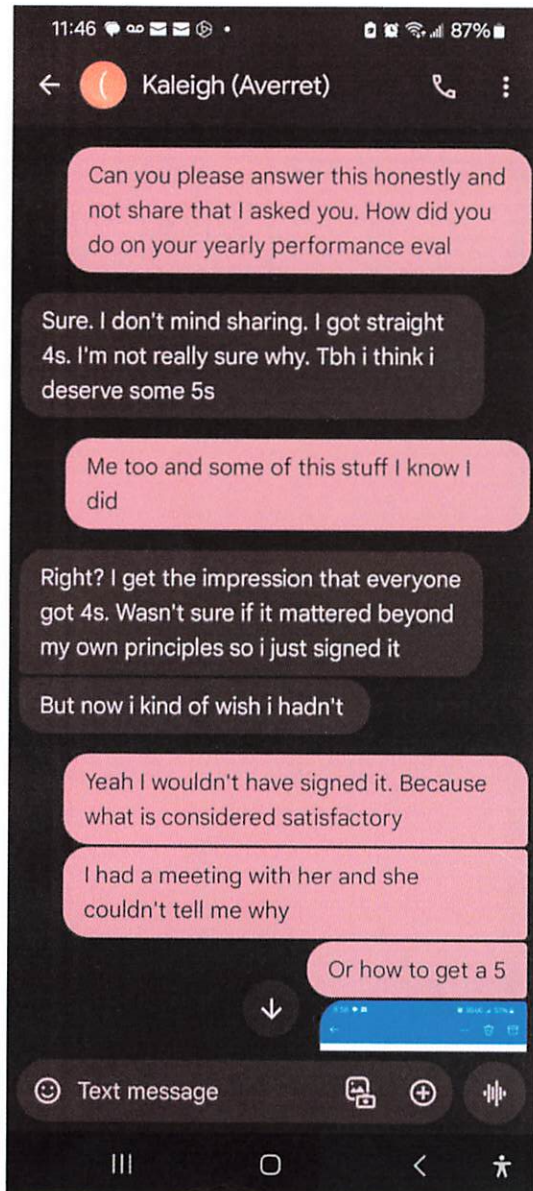 11:46
87%
Kaleigh (Averret)
Can you please answer this honestly and
not share that I asked you. How did you
do on your yearly performance eval
Sure. I don't mind sharing. I got straight
4s. I'm not really sure why. Tbh i think i
deserve some 5s
Me too and some of this stuff I know I
did
Right? I get the impression that everyone
got 4s. Wasn't sure if it mattered beyond
my own principles so i just signed it
But now i kind of wish i hadn't
Yeah I wouldn't have signed it. Because
what is considered satisfactory
I had a meeting with her and she
couldn't tell me why
Or how to get a 5
Text message